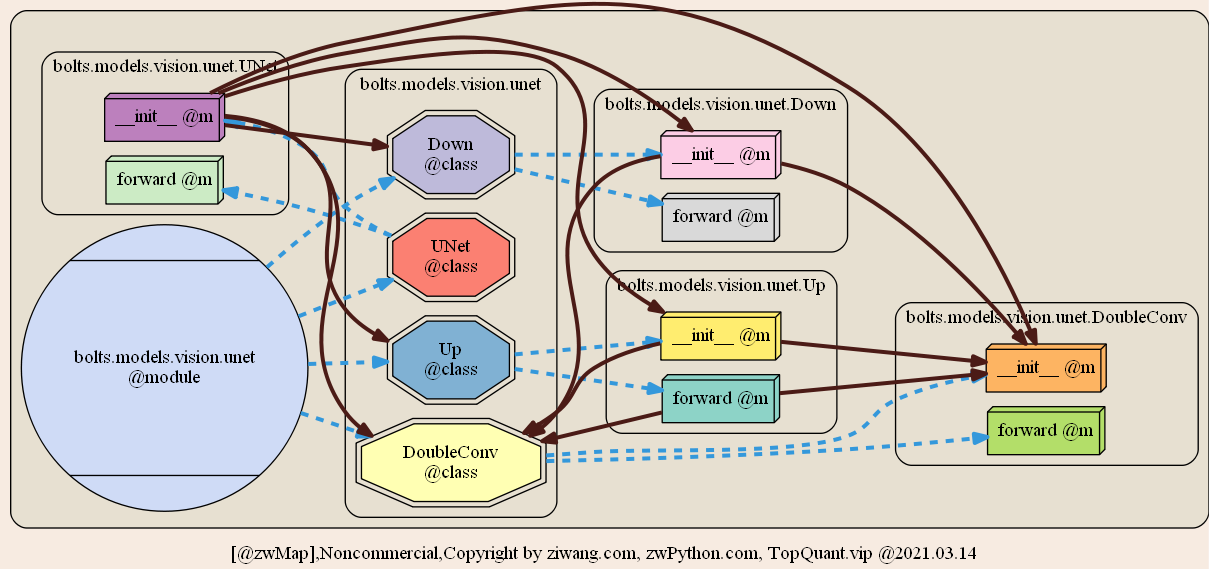 bolts.models.vision.unet.UNet
__init__ @m
forward @m
bolts.models.vision.unet
@module
bolts.models.vision.unet
Down
@class
UNet
@class
Up
@class
DoubleConv
@class
bolts.models.vision.unet.Down
__init__ @m
forward @m
bolts.models.vision.unet.Up
__init__ @m
forward @m
bolts.models.vision.unet.DoubleConv
__init__ @m
forward @m
[@zwMap],Noncommercial,Copyright by ziwang.com, zwPython.com, TopQuant.vip @2021.03.14